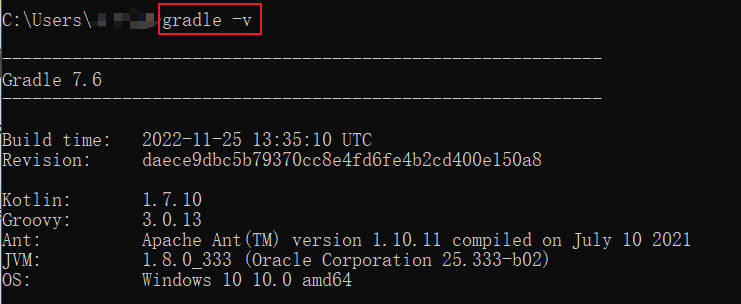 C:\Users\ gradle -v
------------------------------------------------------------
Gradle 7.6
------------------------------------------------------------
Build time: 2022-11-25 13:35:10 UTC
Revision: daece9dbc5b79370cc8e4fd6fe4b2cd400e150a8
Kotlin: 1.7.10
Groovy: 3.0.13
Ant: Apache Ant(TM) version 1.10.11 compiled on July 10 2021
JVM: 1.8.0_333 (Oracle Corporation 25.333-b02)
OS: Windows 10 10.0 amd64